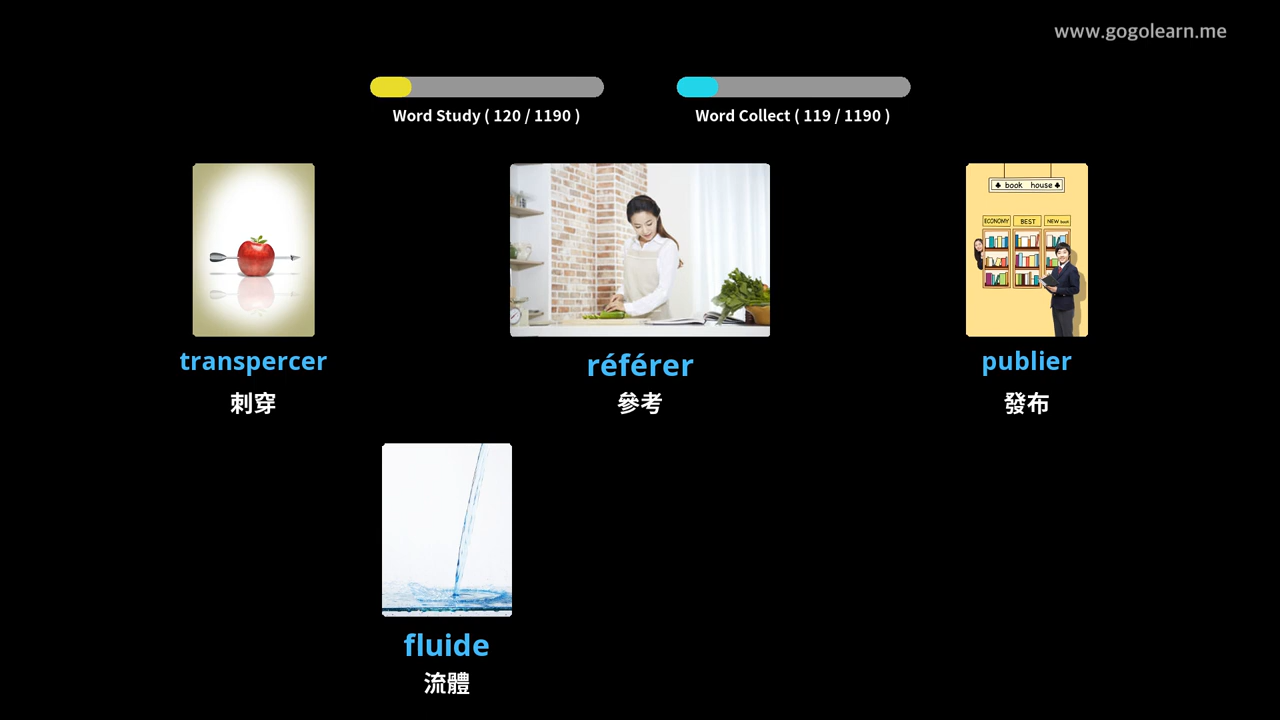 www.gogolearn.me
Word Study ( 120 / 1190 )
Word Collect ( 119 / 1190 )
book house
ECONOMY
BEST
NEW book
transpercer
référer
publier
刺穿
參考
發布
fluide
流體